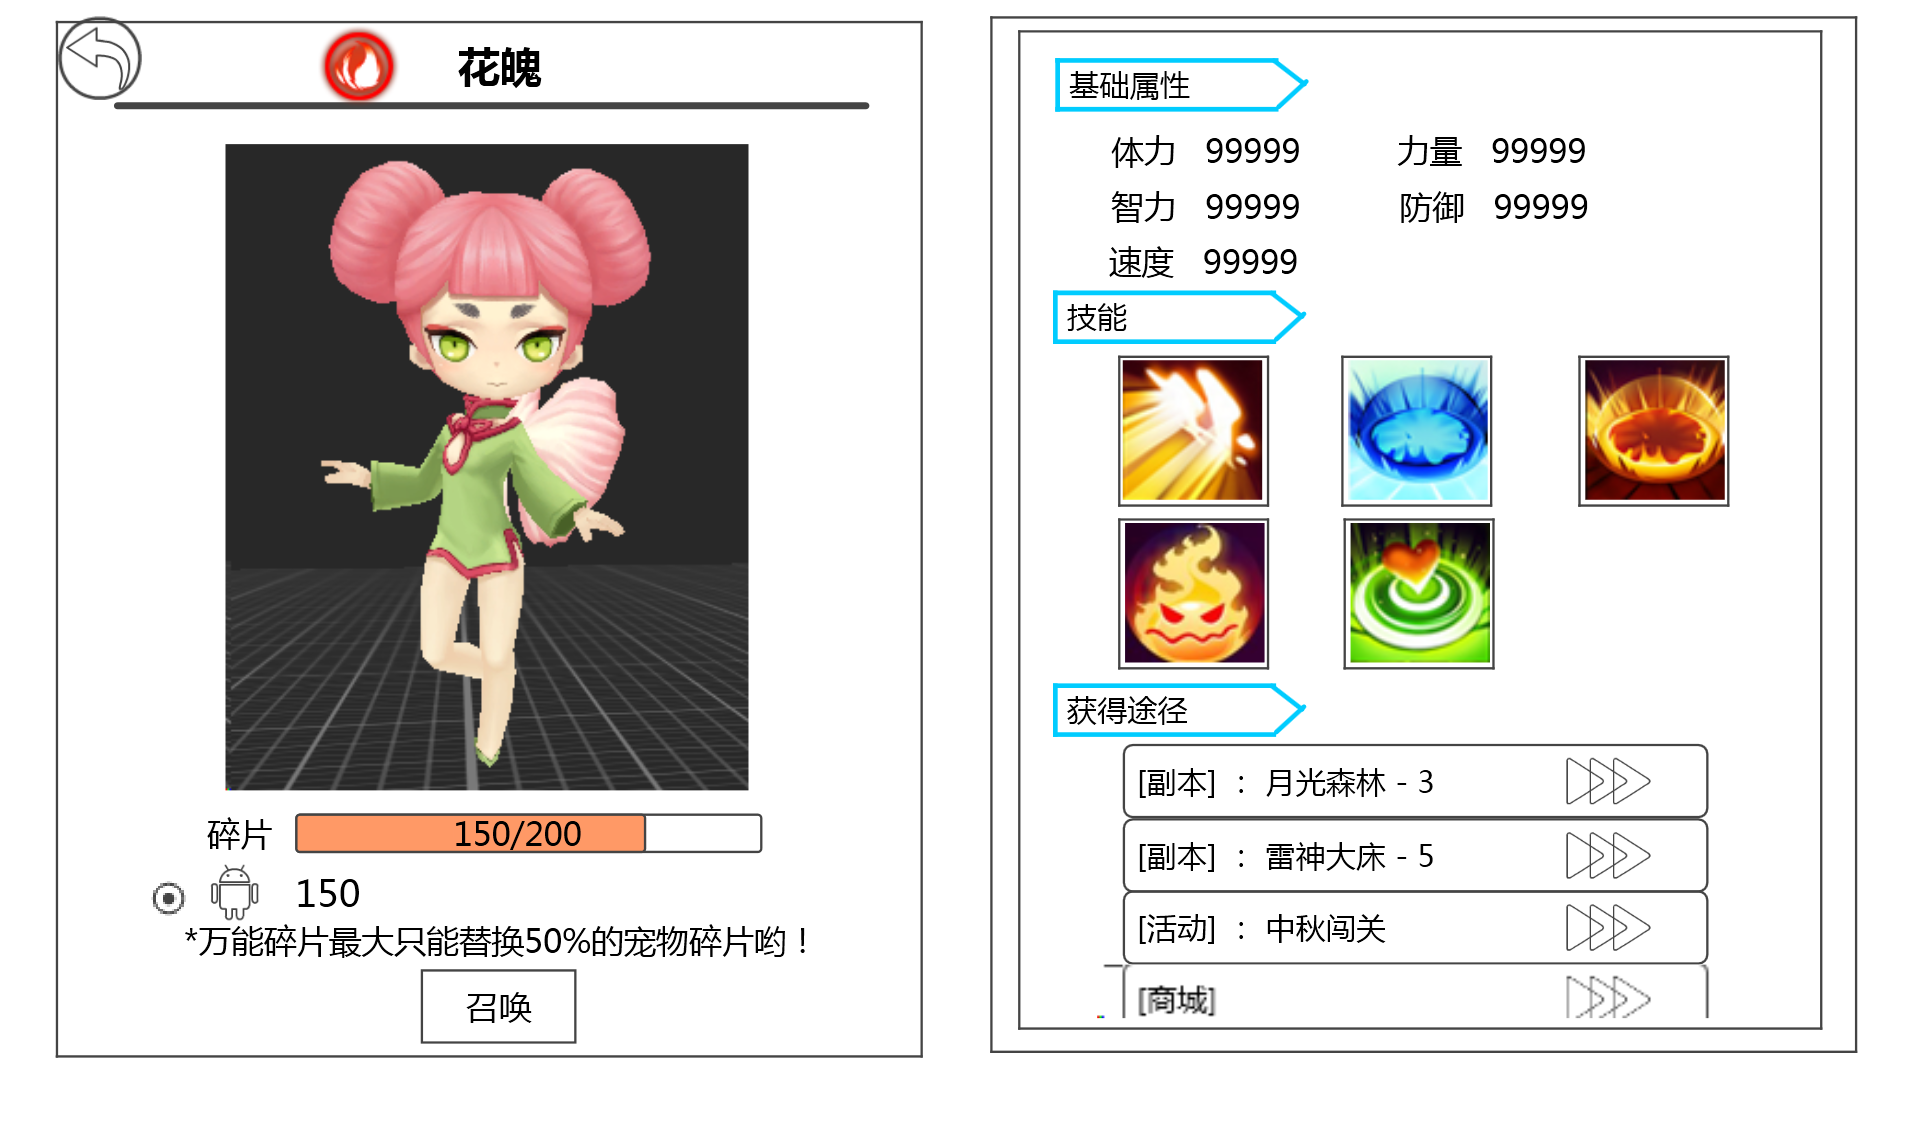 花魄
碎片 150/200
150
*万能碎片最大只能替换50%的宠物碎片哟！
召唤
基础属性
体力 99999 力量 99999
智力 99999 防御 99999
速度 99999
技能
获得途径
[副本] ： 月光森林 - 3
[副本] ： 雷神大床 - 5
[活动] ： 中秋闯关
[商城]